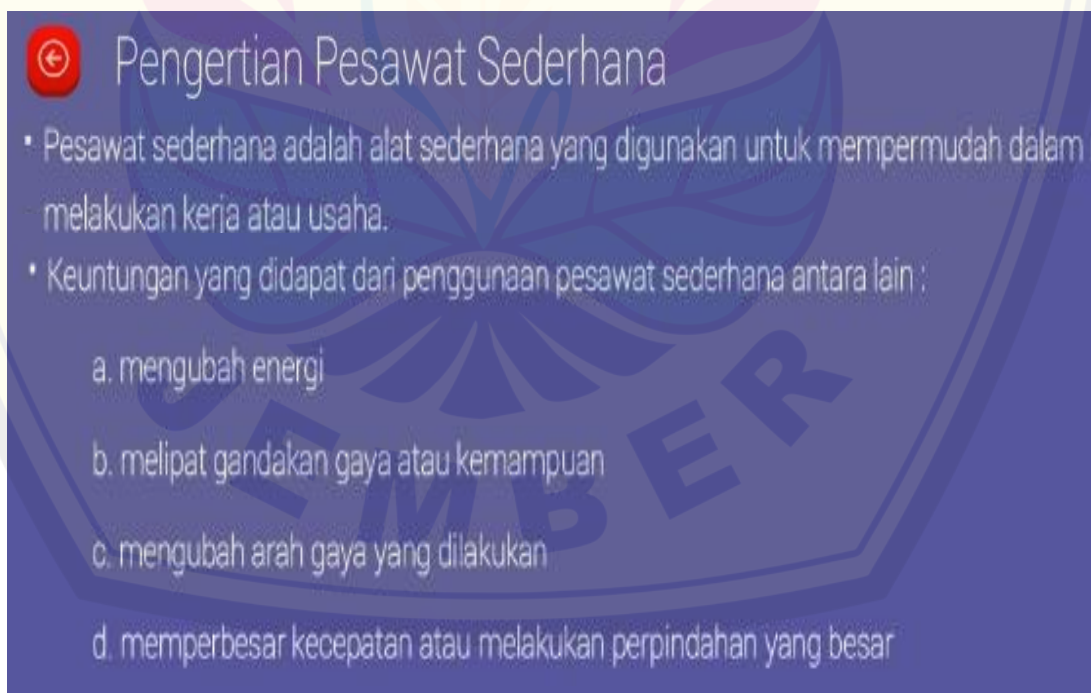 Pengertian Pesawat Sederhana
• Pesawat sederhana adalah alat sederhana yang digunakan untuk mempermudah dalam
melakukan kerja atau usaha.
• Keuntungan yang didapat dari penggunaan pesawat sederhana antara lain :
a. mengubah energi
b. melipat gandakan gaya atau kemampuan
c. mengubah arah gaya yang dilakukan
d. memperbesar kecepatan atau melakukan perpindahan yang besar
JEMBER